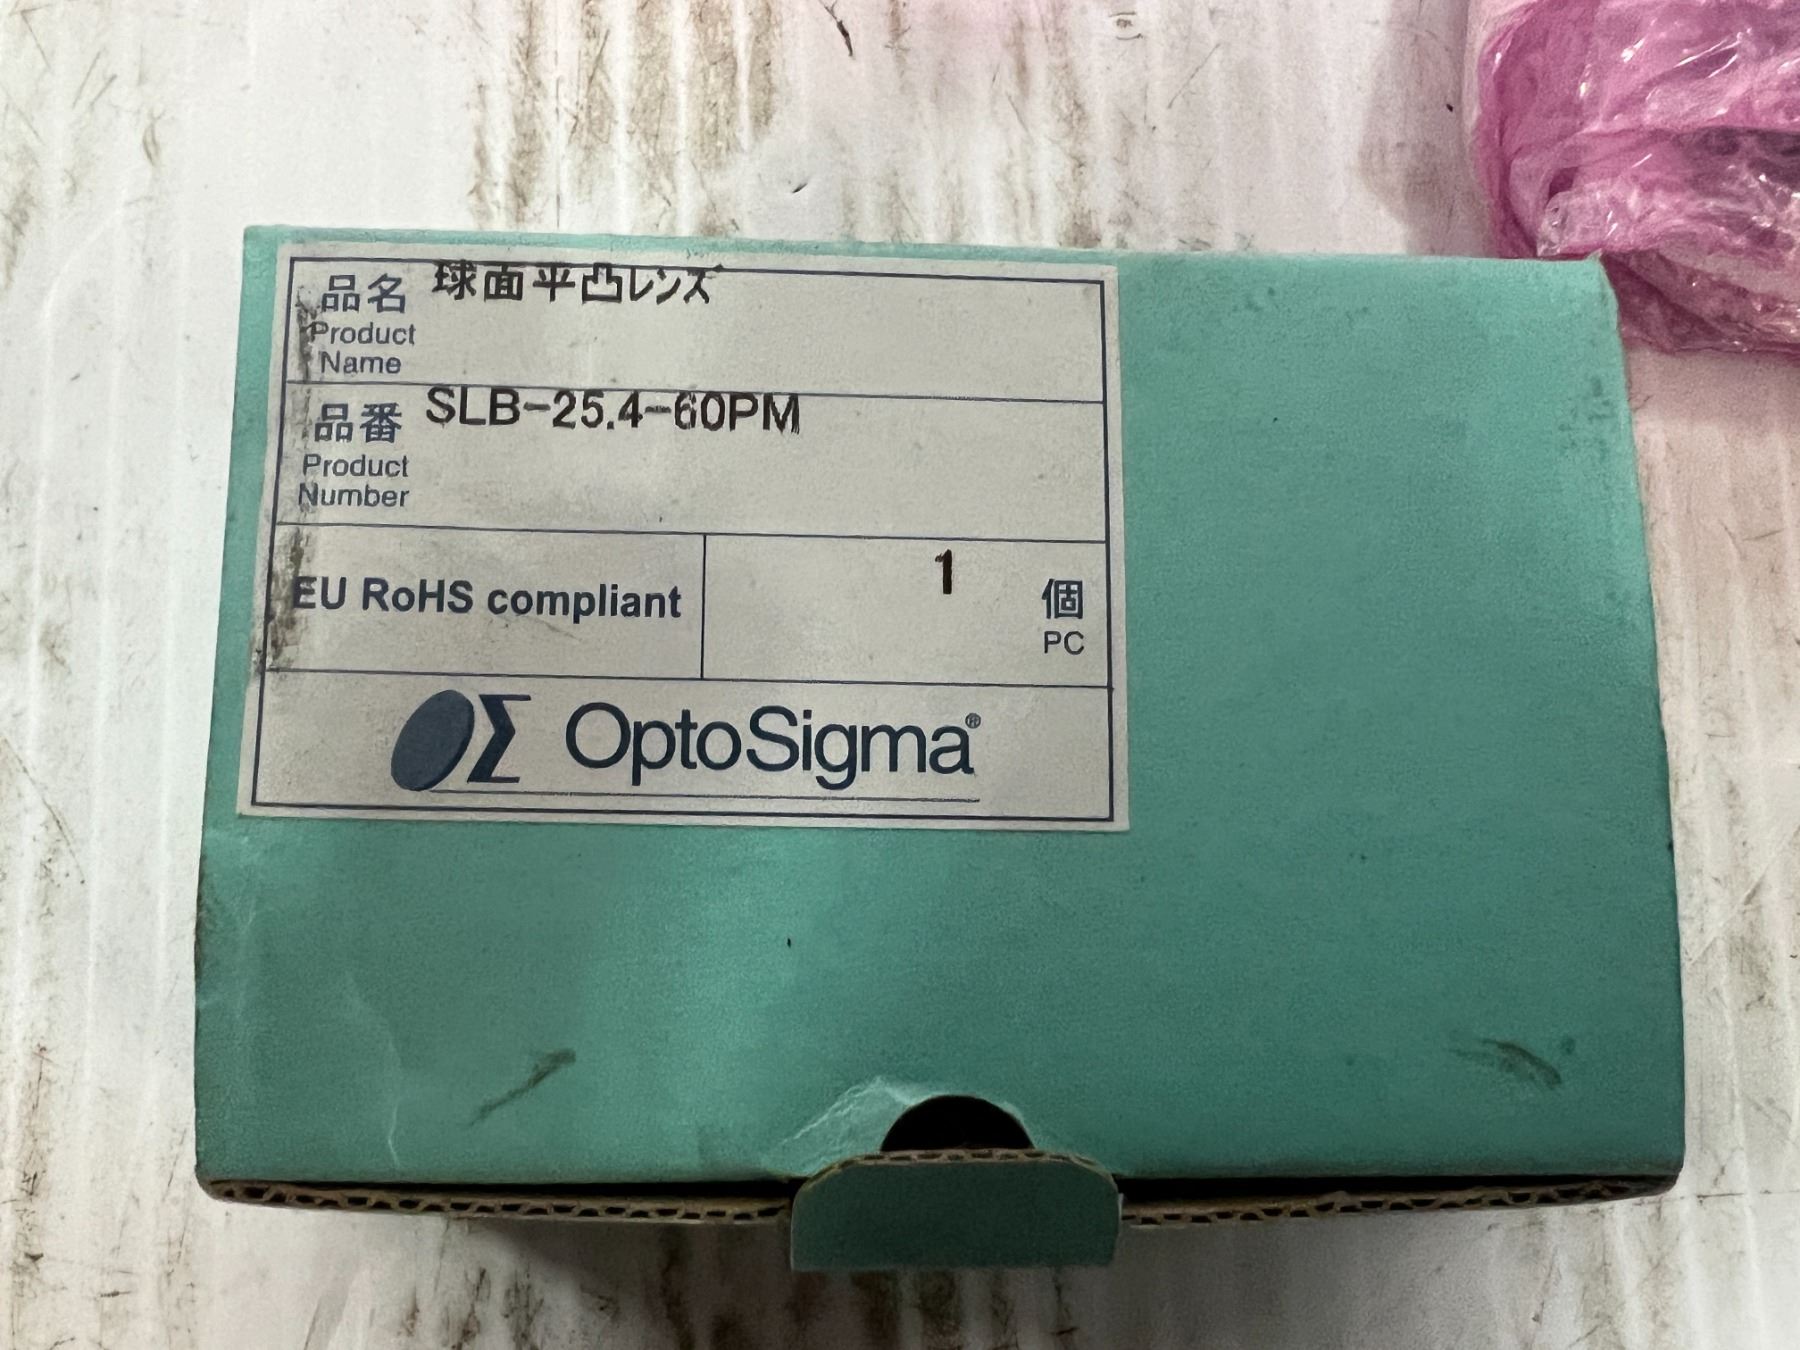 品名 球面平凸レンズ
Product
Name
品番 SLB-25.4-60PM
Product
Number
EU RoHS compliant
1 個
PC
OptoSigma®